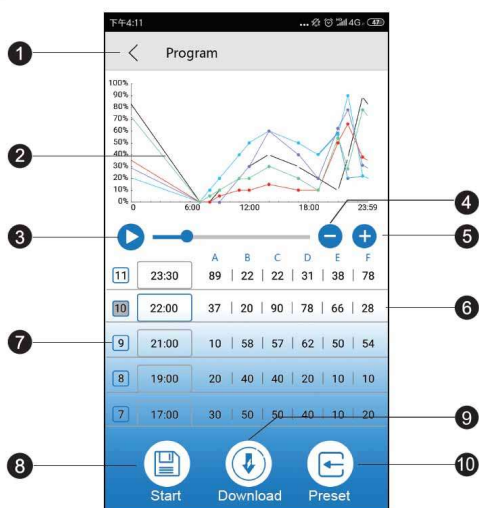 下午4:11 ... 4G 47
1 Program
100%
90%
80%
70%
60%
50%
40%
30%
20%
10%
0%
0 6:00 12:00 18:00 23:59
2
3
4
5
A B C D E F
11 23:30 89 | 22 | 22 | 31 | 38 | 78
10 22:00 37 | 20 | 90 | 78 | 66 | 28
6
7
9 21:00 10 | 58 | 57 | 62 | 50 | 54
8 19:00 20 | 40 | 40 | 20 | 10 | 10
7 17:00 30 | 50 | 50 | 40 | 10 | 20
8
9
10
Start Download Preset